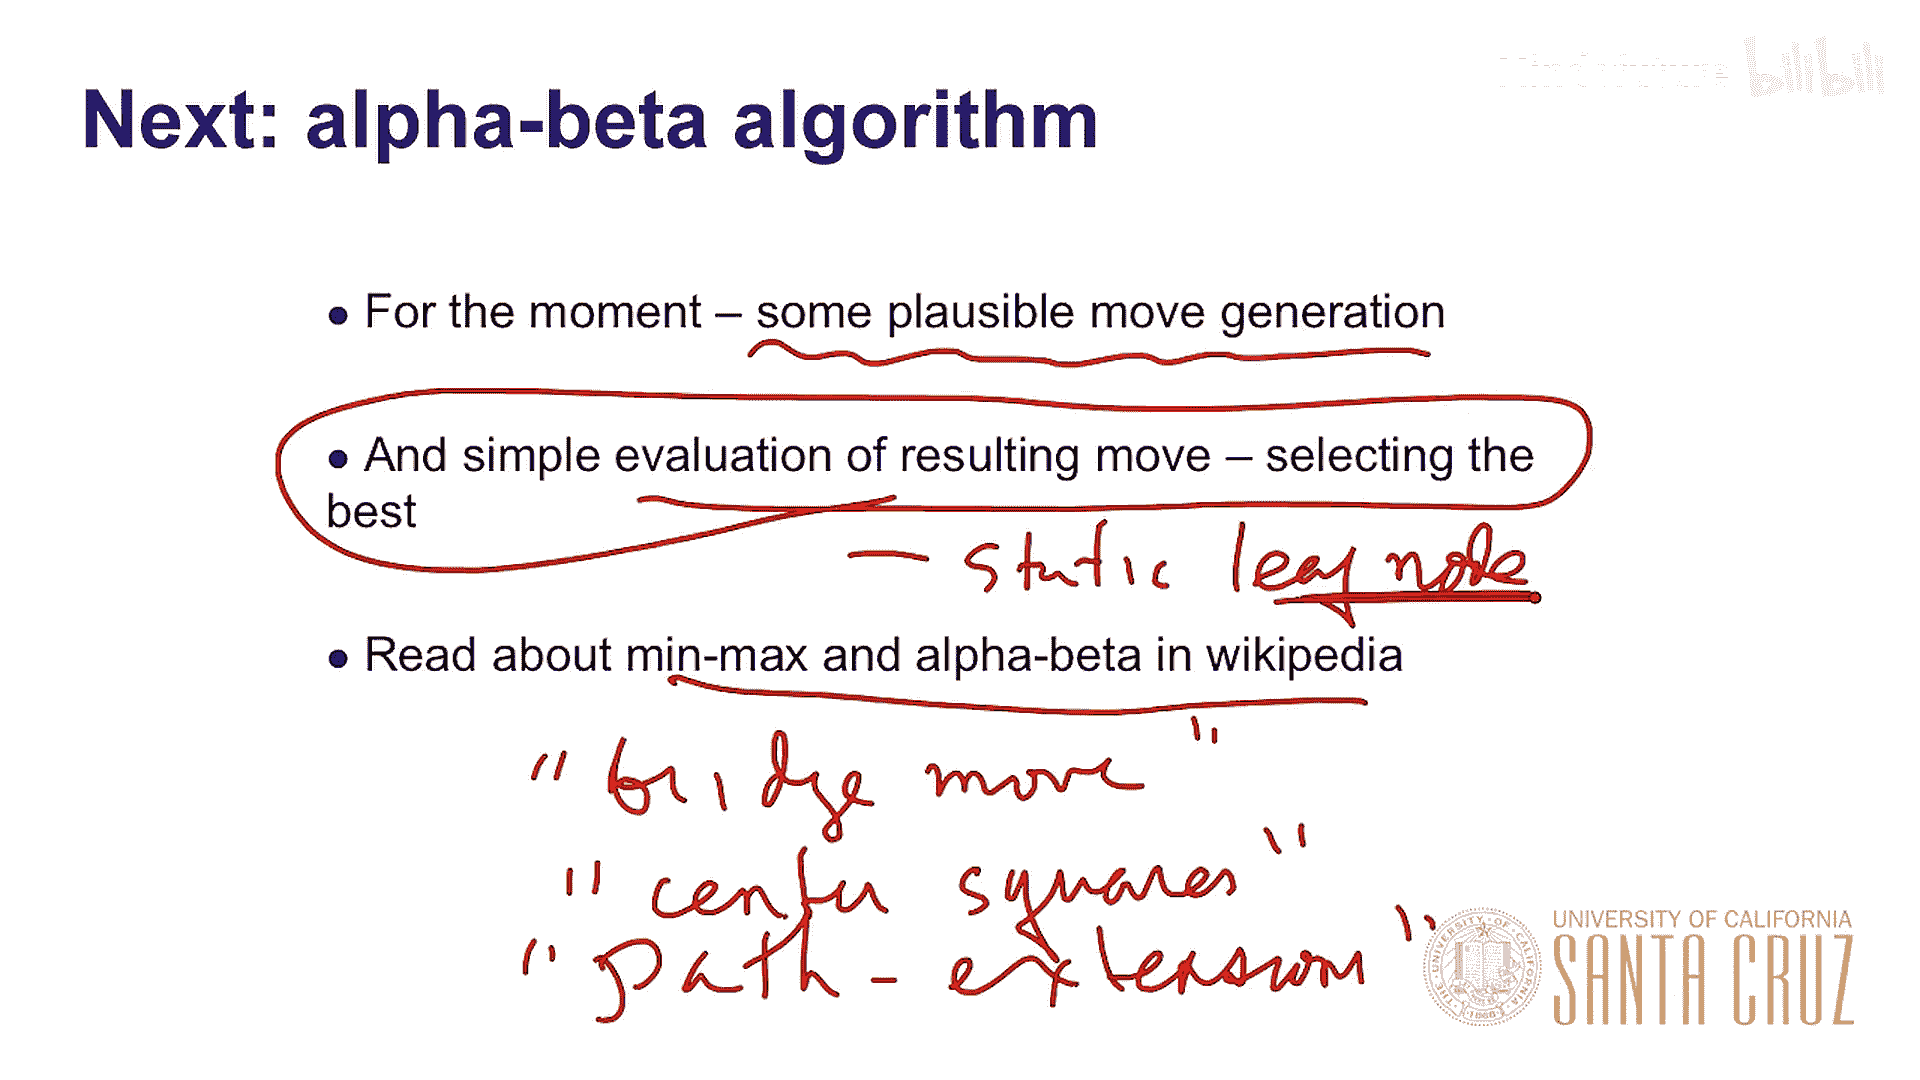 bilibili
Next: alpha-beta algorithm
● For the moment – some plausible move generation
● And simple evaluation of resulting move – selecting the
best
— static leaf node
● Read about min-max and alpha-beta in wikipedia
"bridge move"
"center squares"
"path-extension"
UNIVERSITY OF CALIFORNIA
SANTA CRUZ